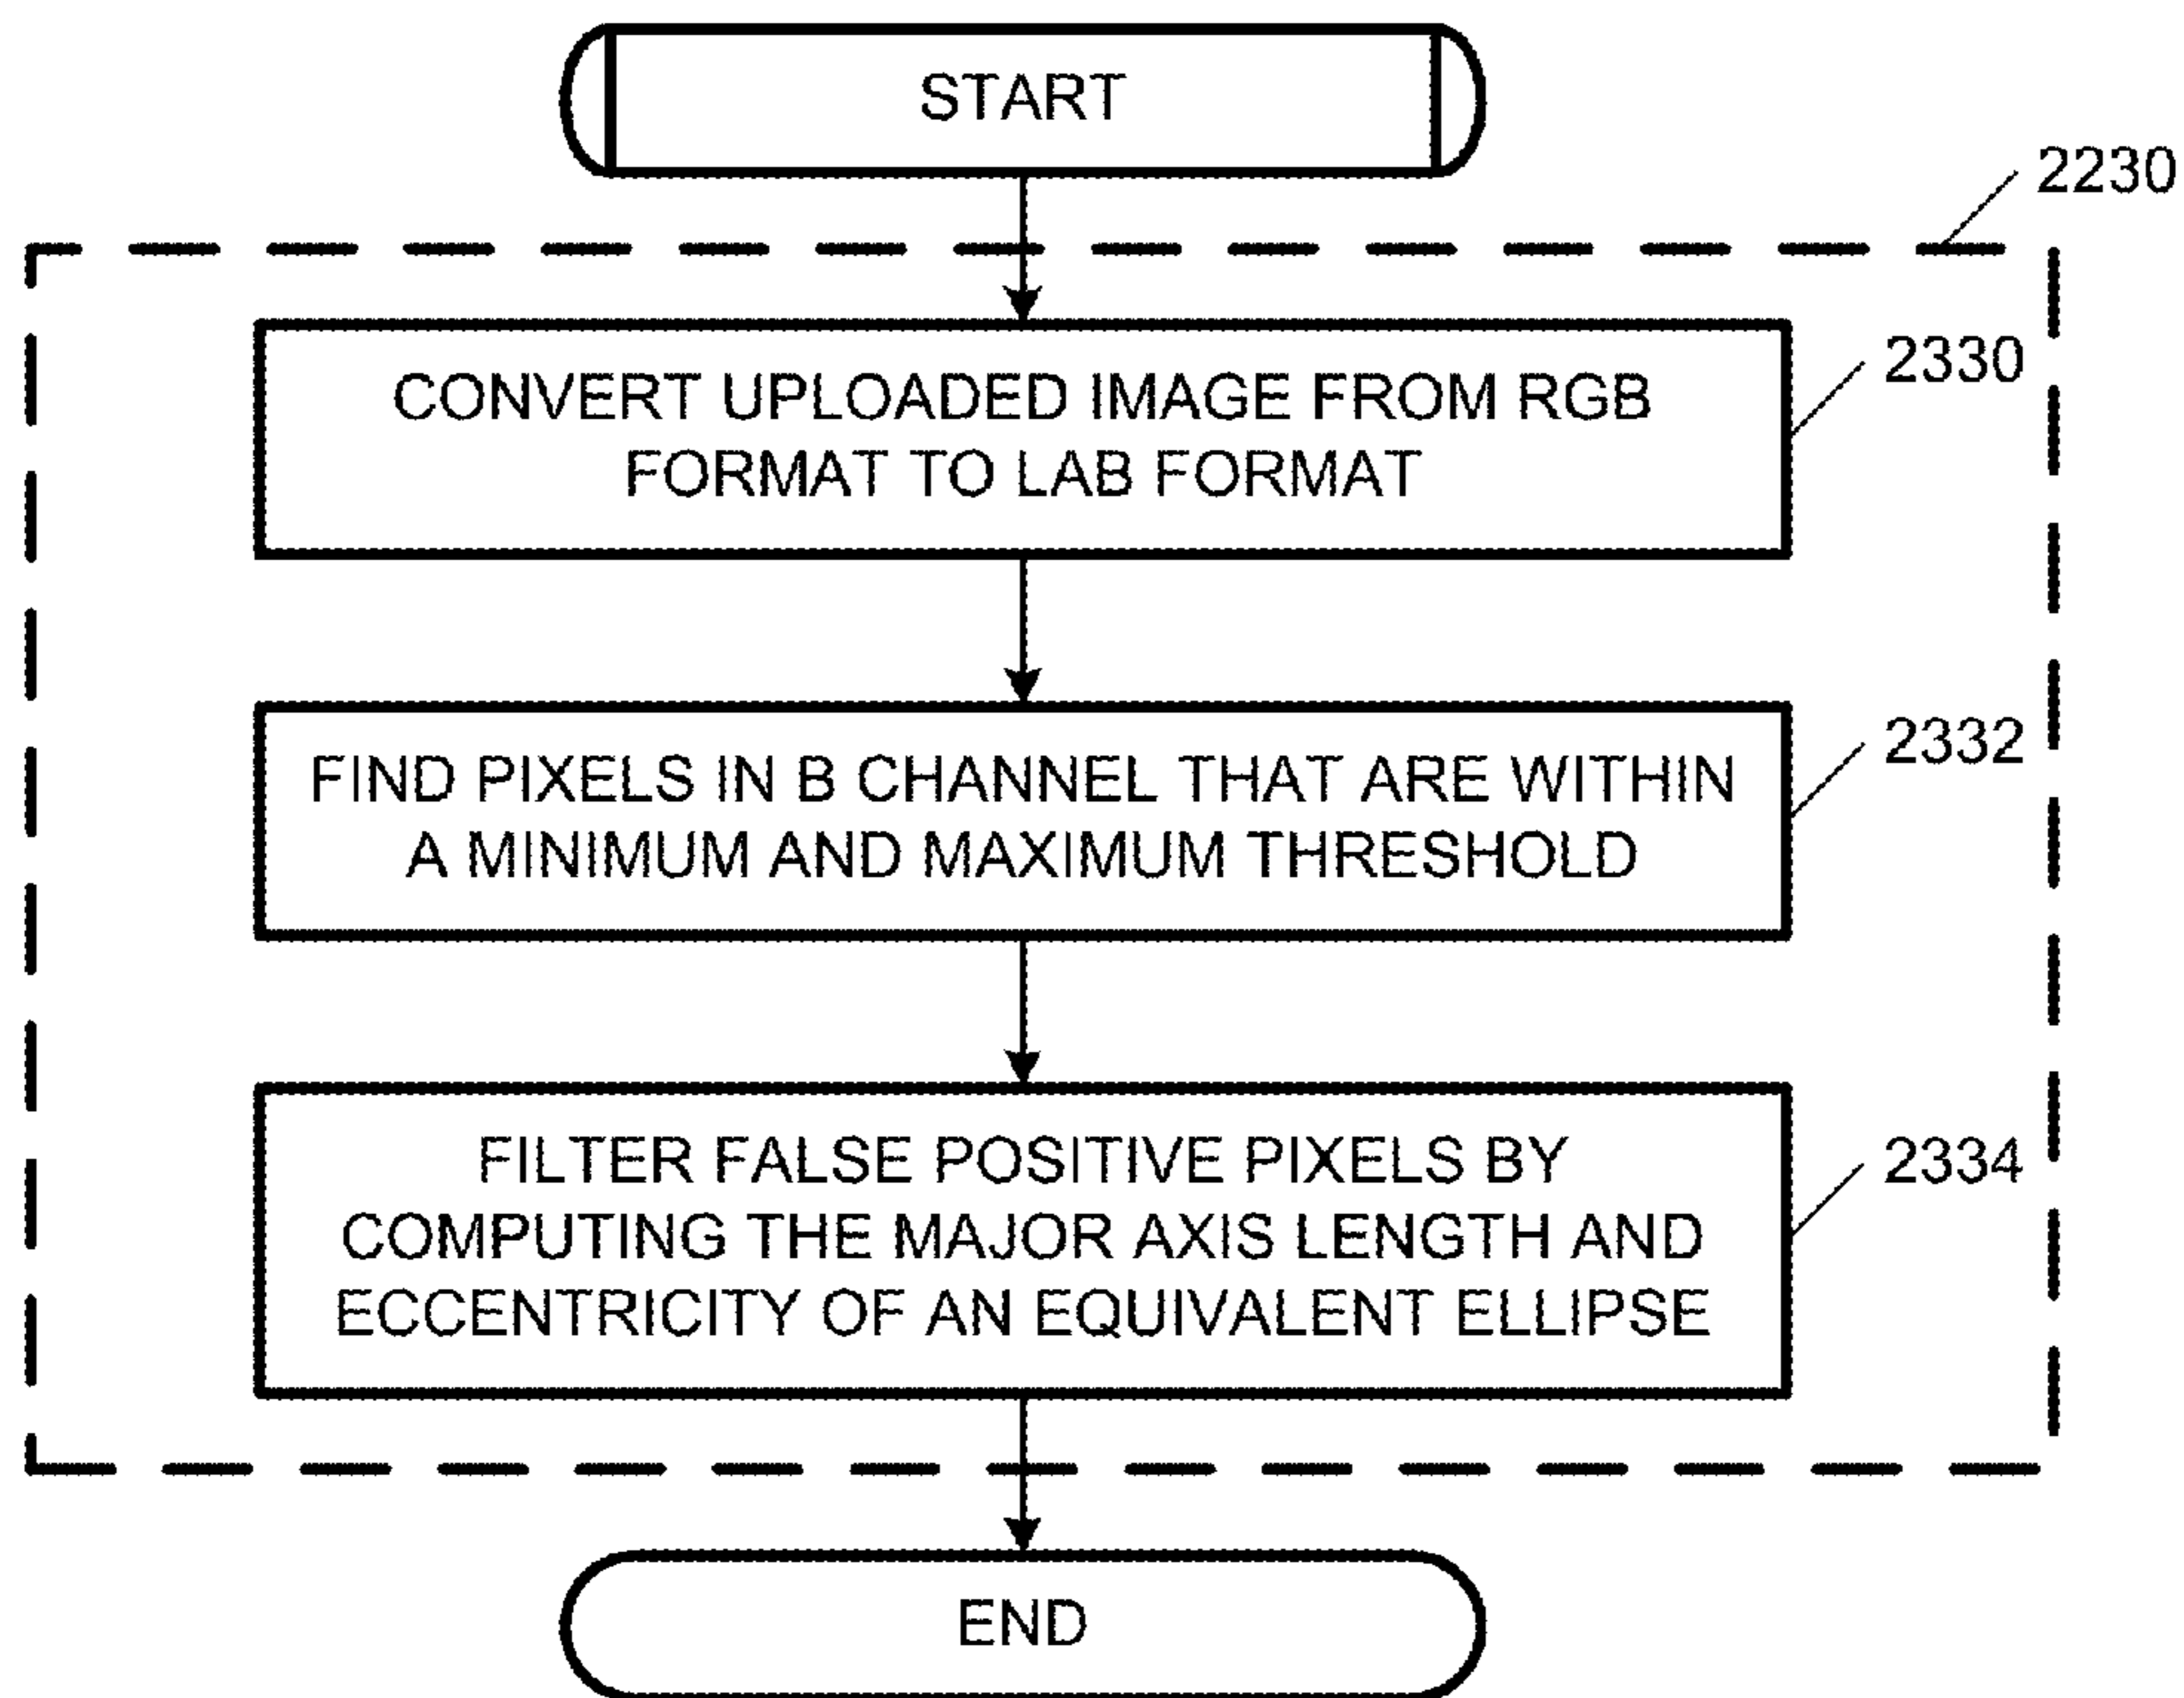 START
2230
CONVERT UPLOADED IMAGE FROM RGB
FORMAT TO LAB FORMAT
2330
FIND PIXELS IN B CHANNEL THAT ARE WITHIN
A MINIMUM AND MAXIMUM THRESHOLD
2332
FILTER FALSE POSITIVE PIXELS BY
COMPUTING THE MAJOR AXIS LENGTH AND
ECCENTRICITY OF AN EQUIVALENT ELLIPSE
2334
END